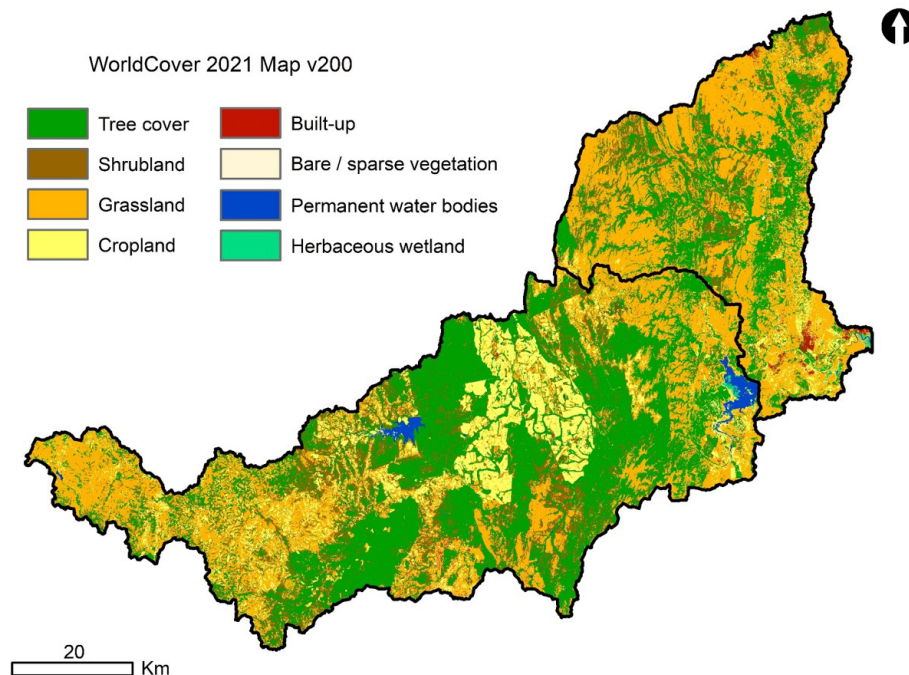 WorldCover 2021 Map v200
Tree cover
Built-up
Shrubland
Bare / sparse vegetation
Grassland
Permanent water bodies
Cropland
Herbaceous wetland
20
Km